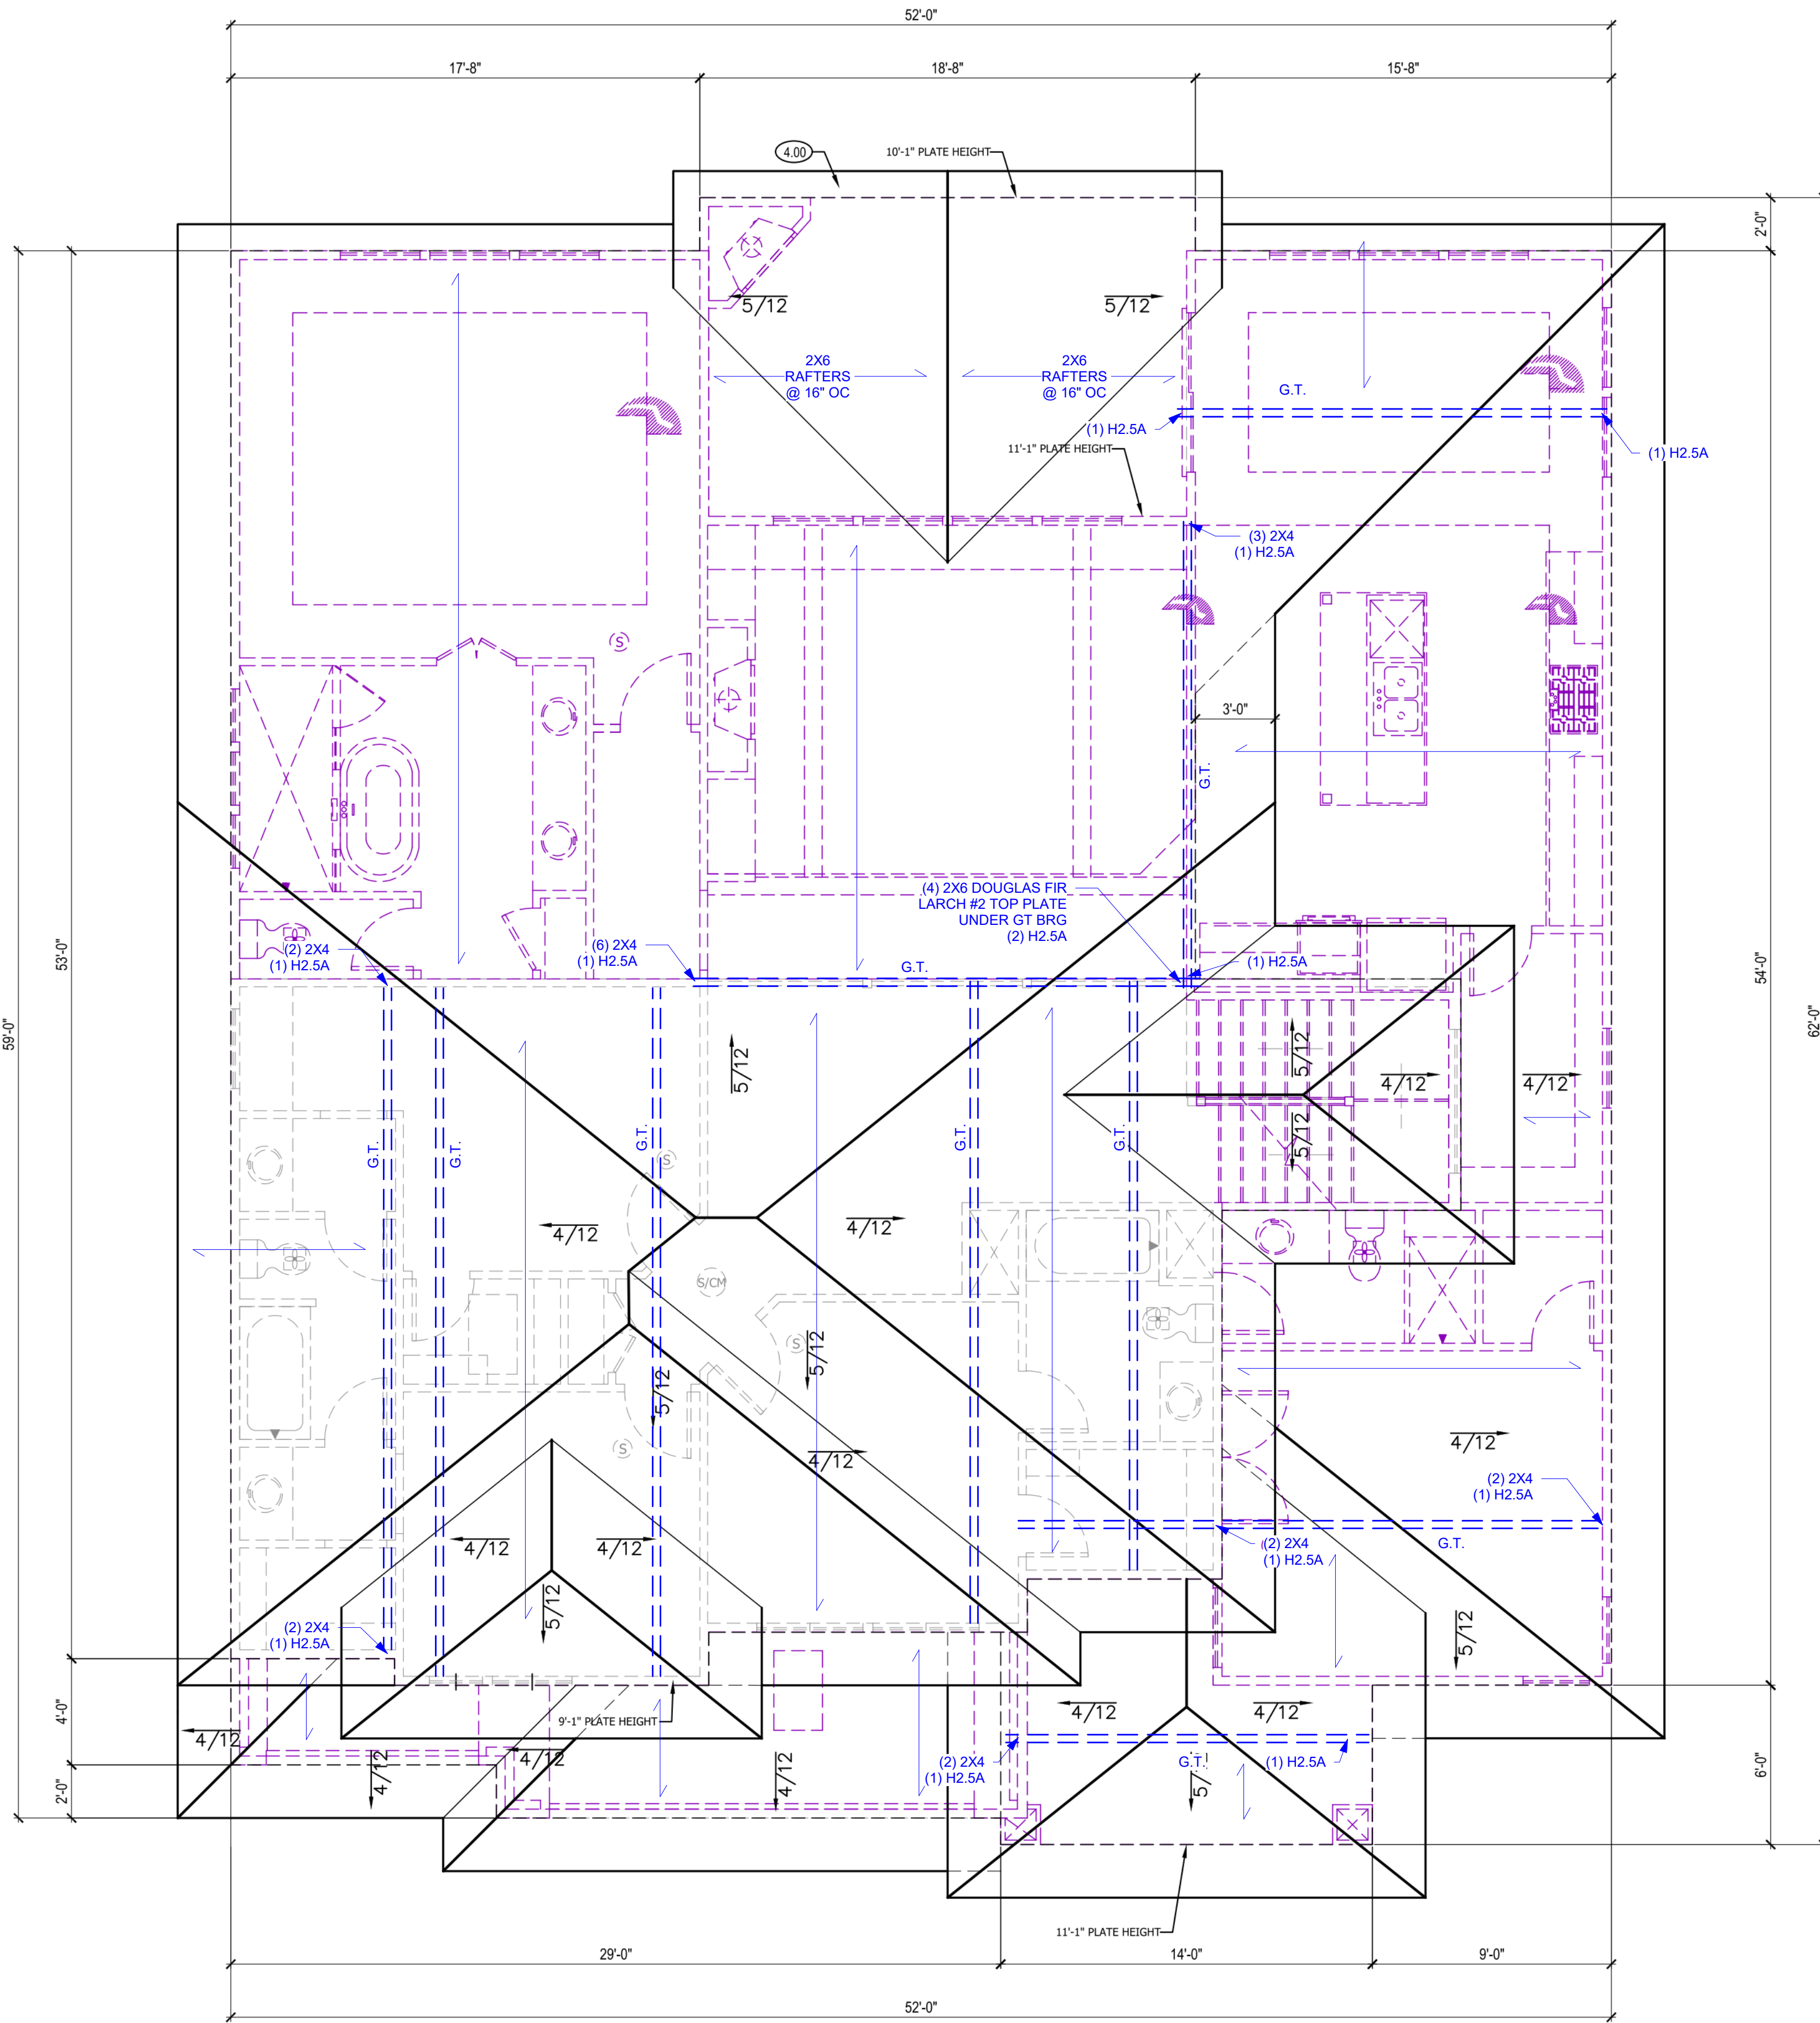 52'-0"
17'-8"
18'-8"
15'-8"
4.00
10'-1" PLATE HEIGHT
2'-0"
5/12
5/12
2X6
RAFTERS
@ 16" OC
2X6
RAFTERS
@ 16" OC
G.T.
(1) H2.5A
(1) H2.5A
11'-1" PLATE HEIGHT
(3) 2X4
(1) H2.5A
S
3'-0"
G.T.
(4) 2X6 DOUGLAS FIR
LARCH #2 TOP PLATE
UNDER GT BRG
(2) H2.5A
(2) 2X4
(1) H2.5A
(6) 2X4
(1) H2.5A
G.T.
(1) H2.5A
53'-0"
59'-0"
54'-0"
62'-0"
5/12
5/12
4/12
4/12
5/12
G.T.
G.T.
G.T.
G.T.
G.T.
S
4/12
4/12
S/CM
S
5/12
5/12
S
4/12
4/12
(2) 2X4
(1) H2.5A
G.T.
(2) 2X4
(1) H2.5A
4/12
4/12
5/12
(2) 2X4
(1) H2.5A
5/12
4/12
4/12
9'-1" PLATE HEIGHT
4/12
4/12
4/12
4/12
(2) 2X4
(1) H2.5A
G.T.
(1) H2.5A
5/12
4'-0"
2'-0"
6'-0"
11'-1" PLATE HEIGHT
29'-0"
14'-0"
9'-0"
52'-0"